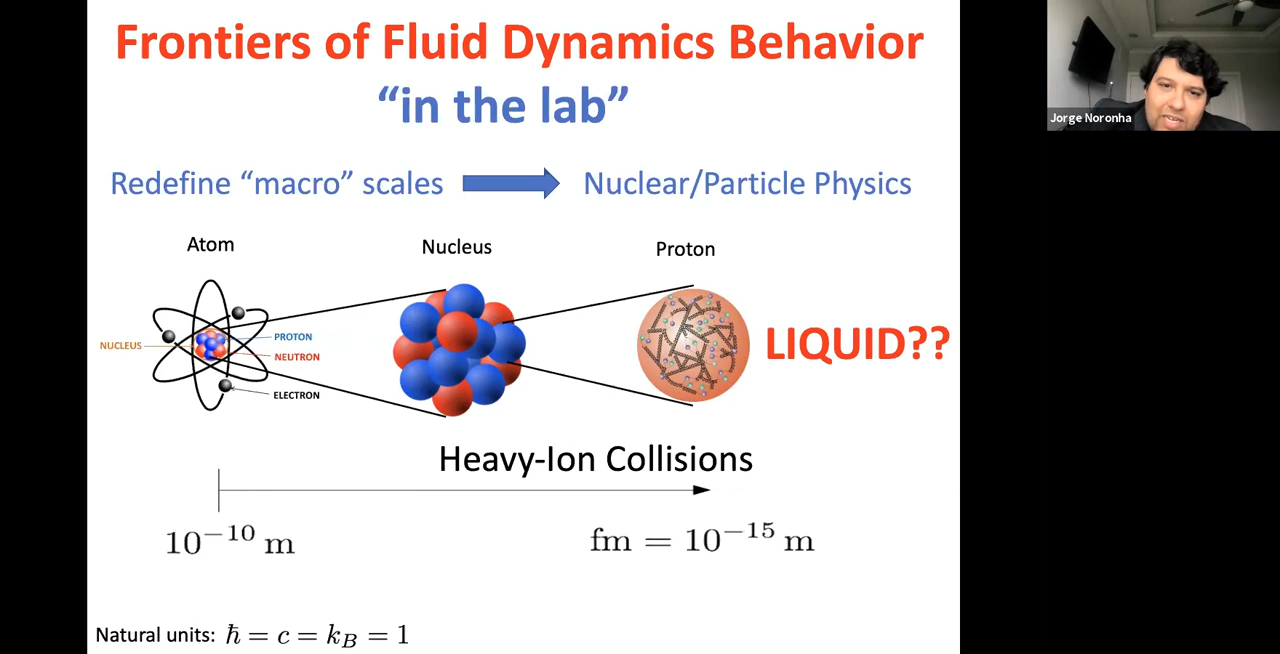 Frontiers of Fluid Dynamics Behavior
“in the lab”
Jorge Noronha
Redefine “macro” scales
Nuclear/Particle Physics
Atom
Nucleus
Proton
NUCLEUS
PROTON
NEUTRON
ELECTRON
LIQUID??
Heavy-Ion Collisions
10⁻¹⁰ m
fm = 10⁻¹⁵ m
Natural units: ℏ = c = k_B = 1